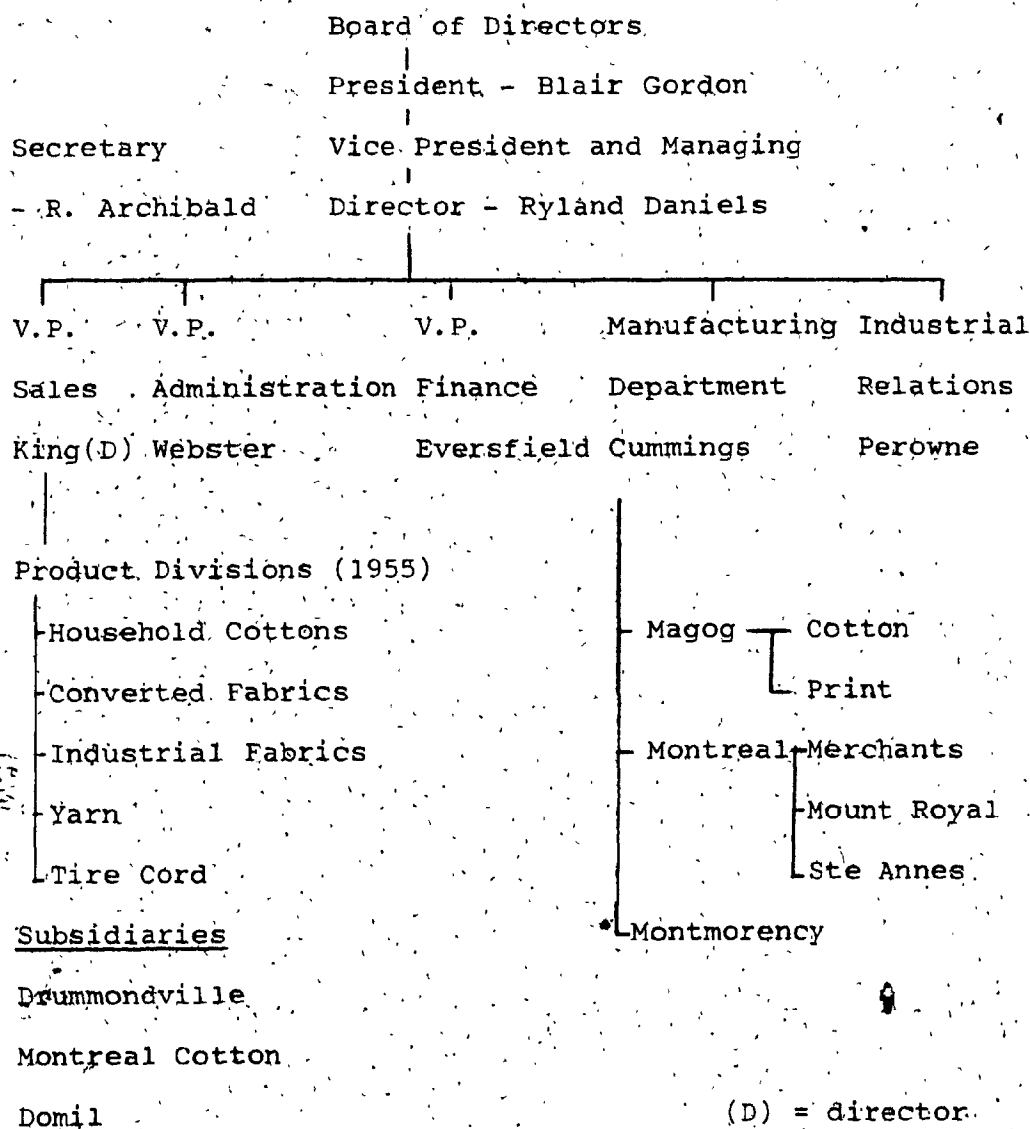 Board of Directors
President - Blair Gordon
Secretary Vice President and Managing
- R. Archibald Director - Ryland Daniels
V.P. V.P. V.P. Manufacturing Industrial
Sales Administration Finance Department Relations
King(D) Webster Eversfield Cummings Perowne
Product Divisions (1955)
Household Cottons Magog Cotton
Converted Fabrics Print
Industrial Fabrics Montreal Merchants
Yarn Mount Royal
Tire Cord Ste Annes
Subsidiaries Montmorency
Drummondville
Montreal Cotton
Domil (D) = director